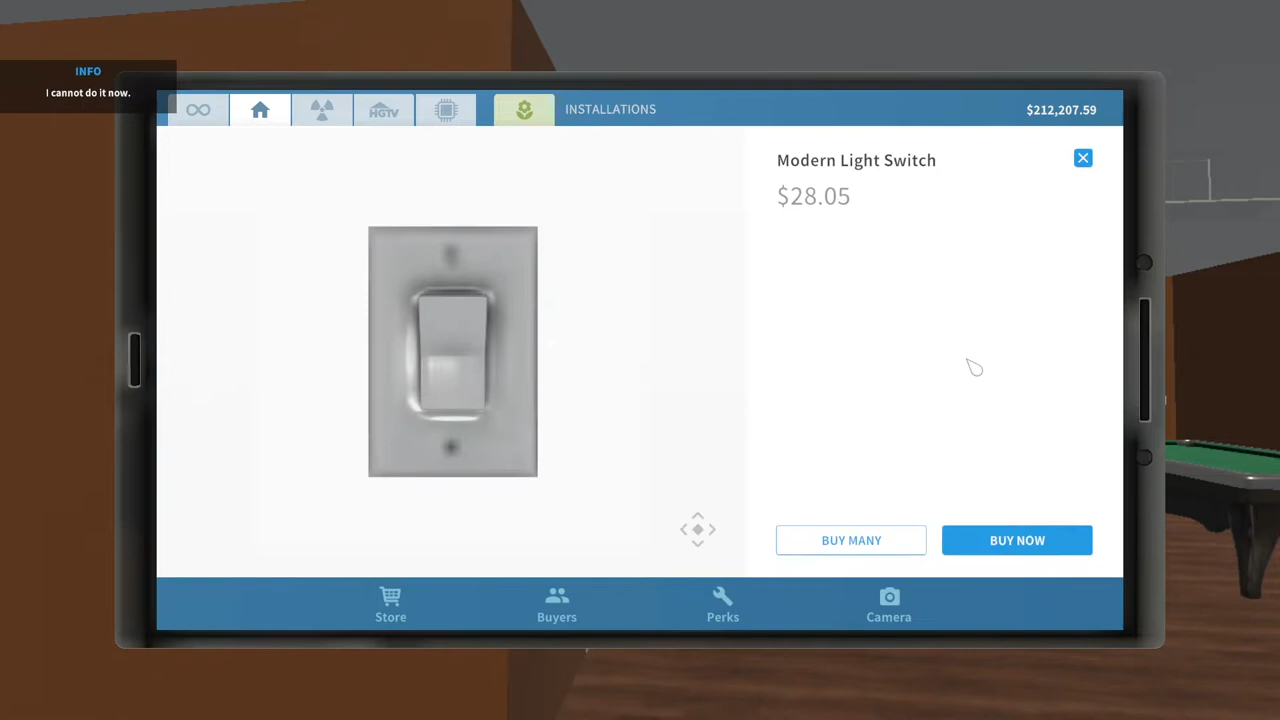 INFO
I cannot do it now.
HGTV
INSTALLATIONS
$212,207.59
Modern Light Switch
$28.05
BUY MANY
BUY NOW
Store
Buyers
Perks
Camera